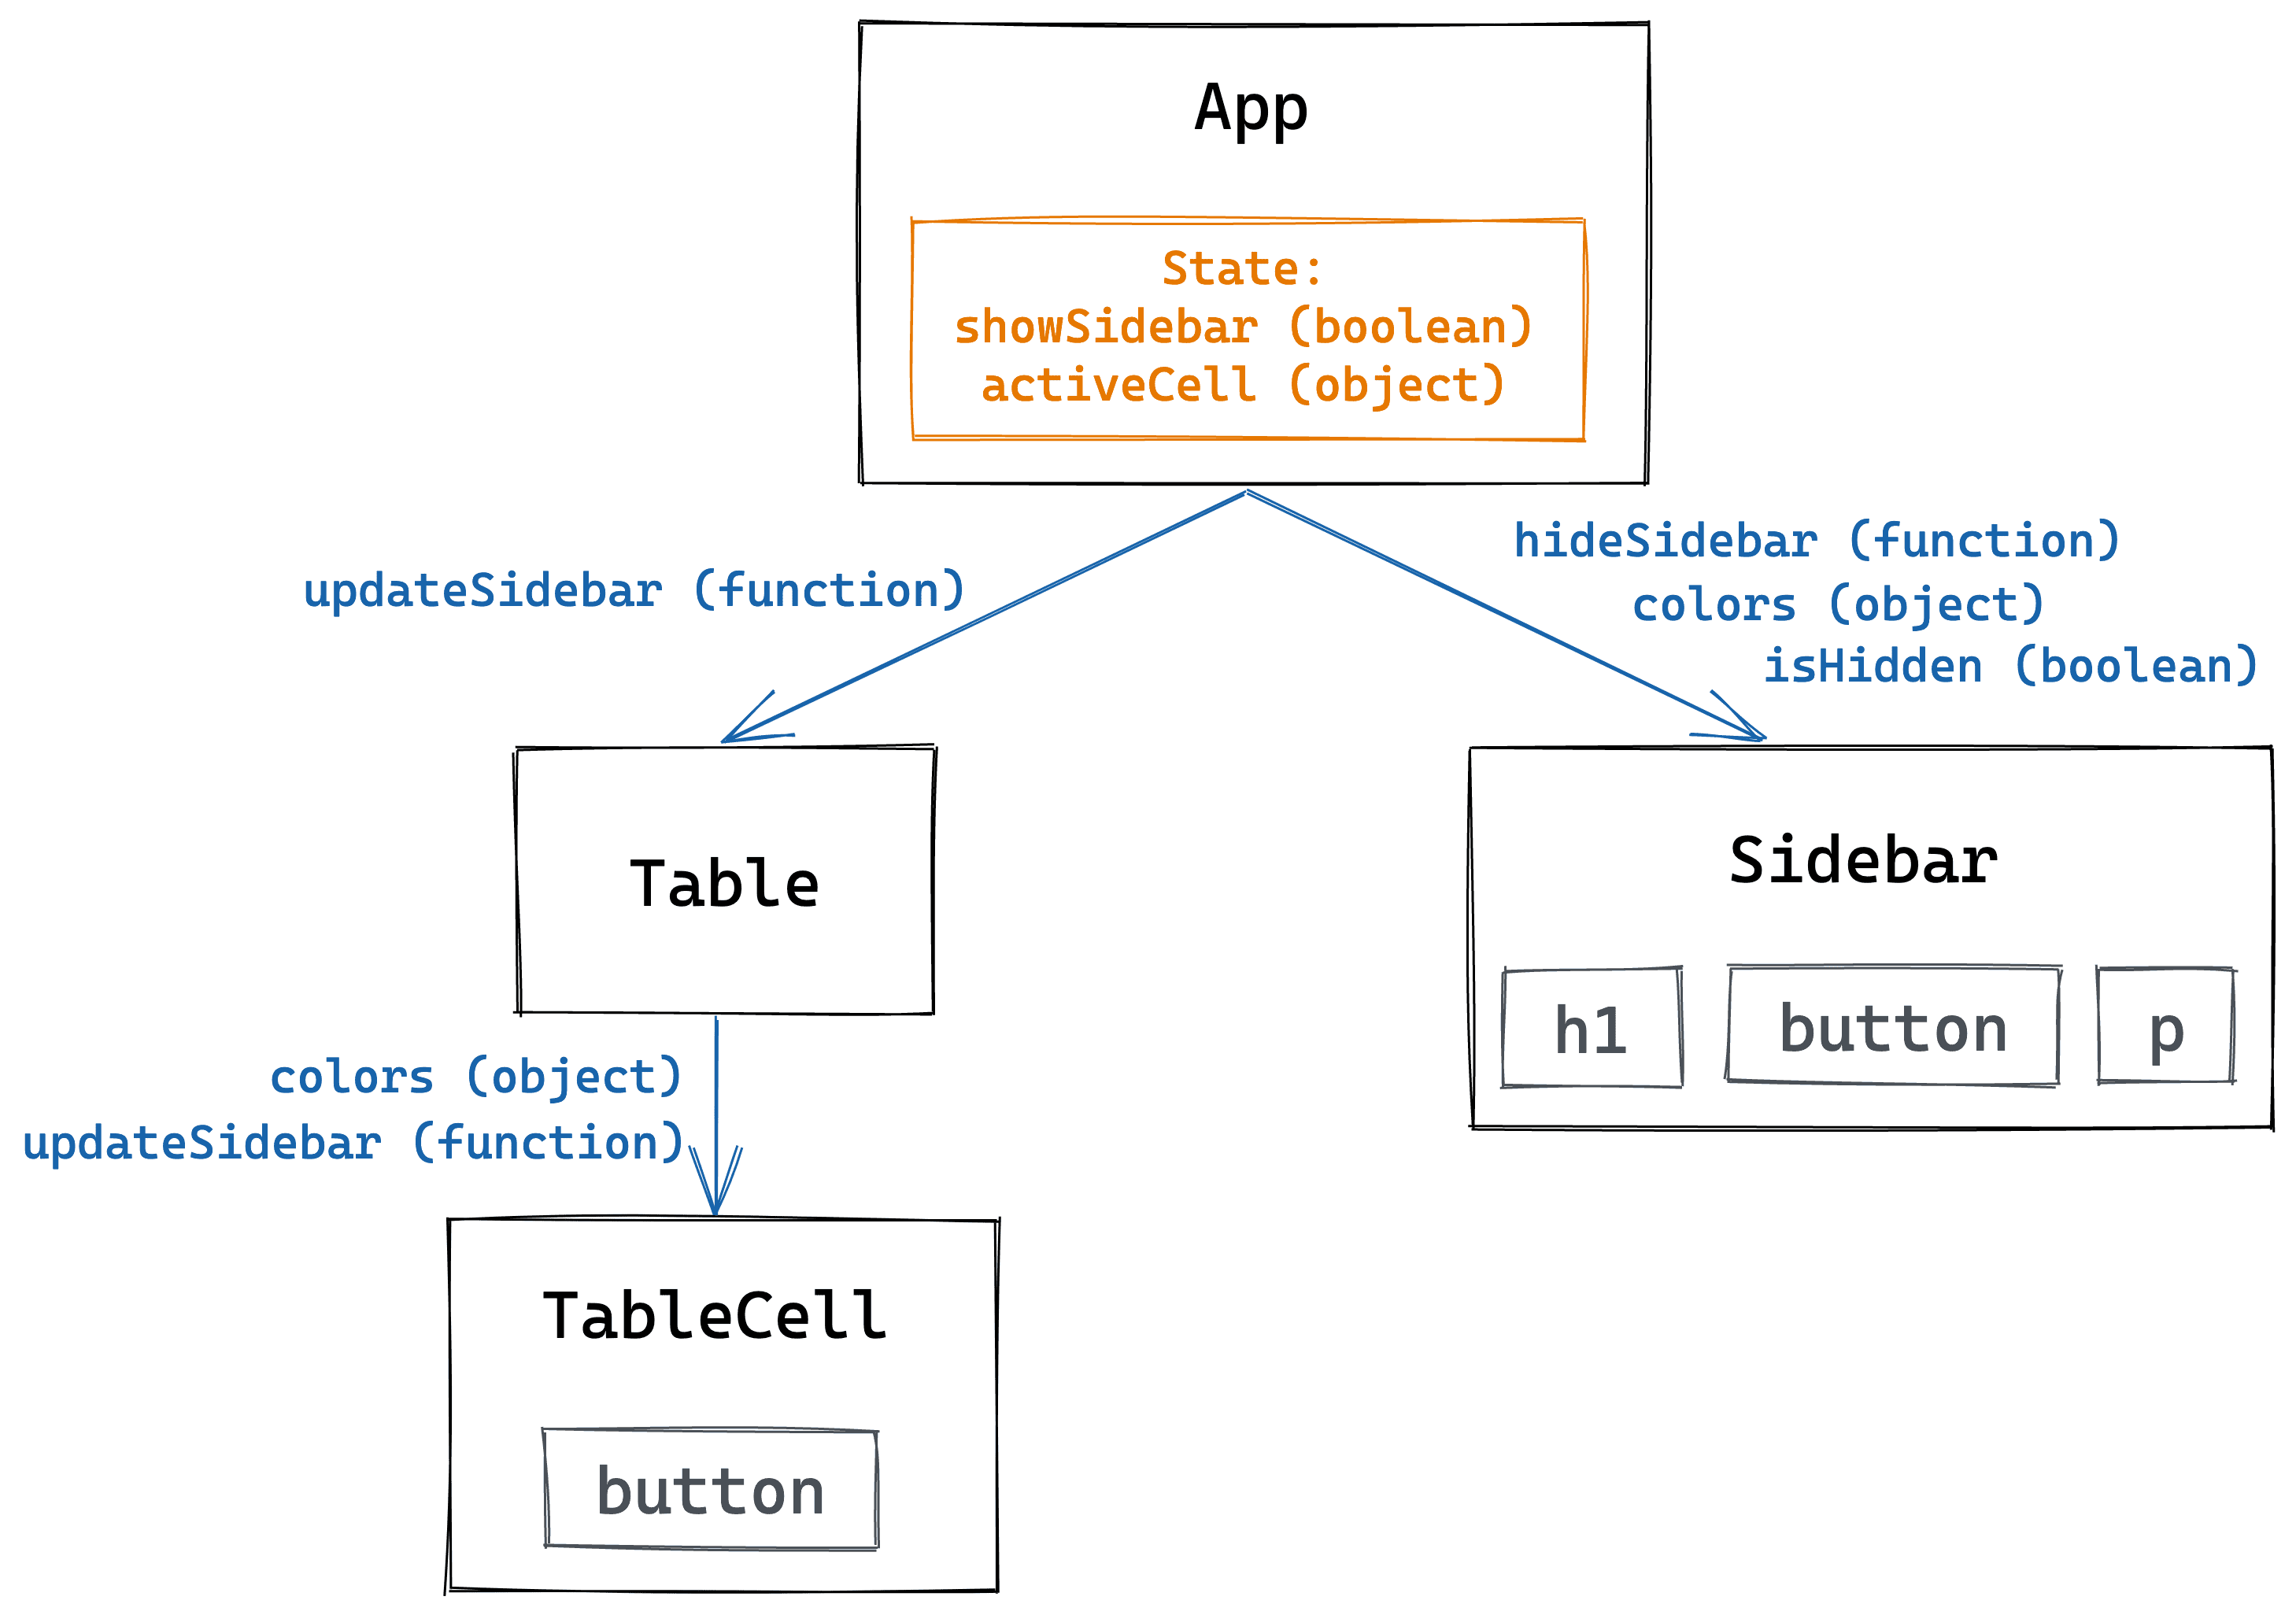 App
State:
showSidebar (boolean)
activeCell (object)
updateSidebar (function)
hideSidebar (function)
colors (object)
isHidden (boolean)
Table
Sidebar
h1
button
p
colors (object)
updateSidebar (function)
TableCell
button